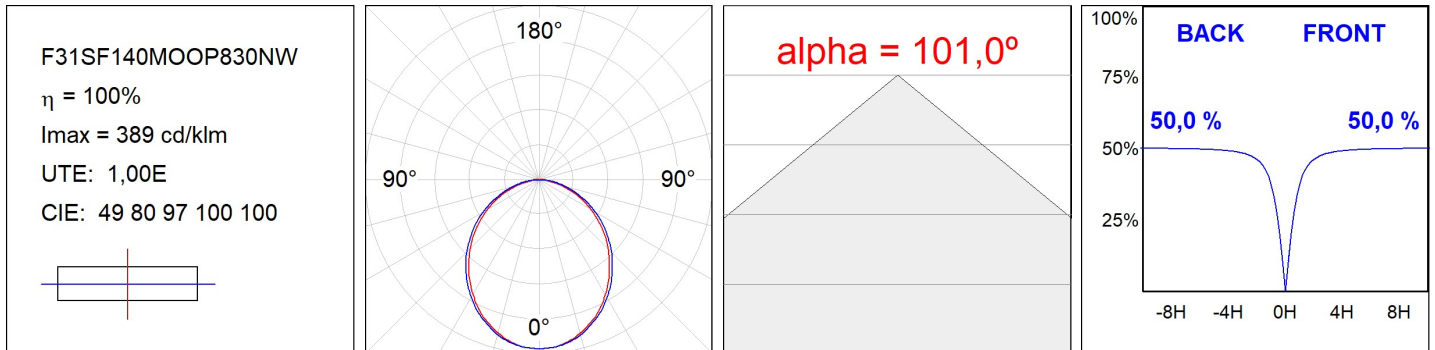 F31SF140MOOP830NW
η = 100%
Imax = 389 cd/klm
UTE: 1,00E
CIE: 49 80 97 100 100
180°
90° 90°
0°
alpha = 101,0º
100%
BACK FRONT
75%
50,0 % 50,0 %
50%
25%
-8H -4H 0H 4H 8H